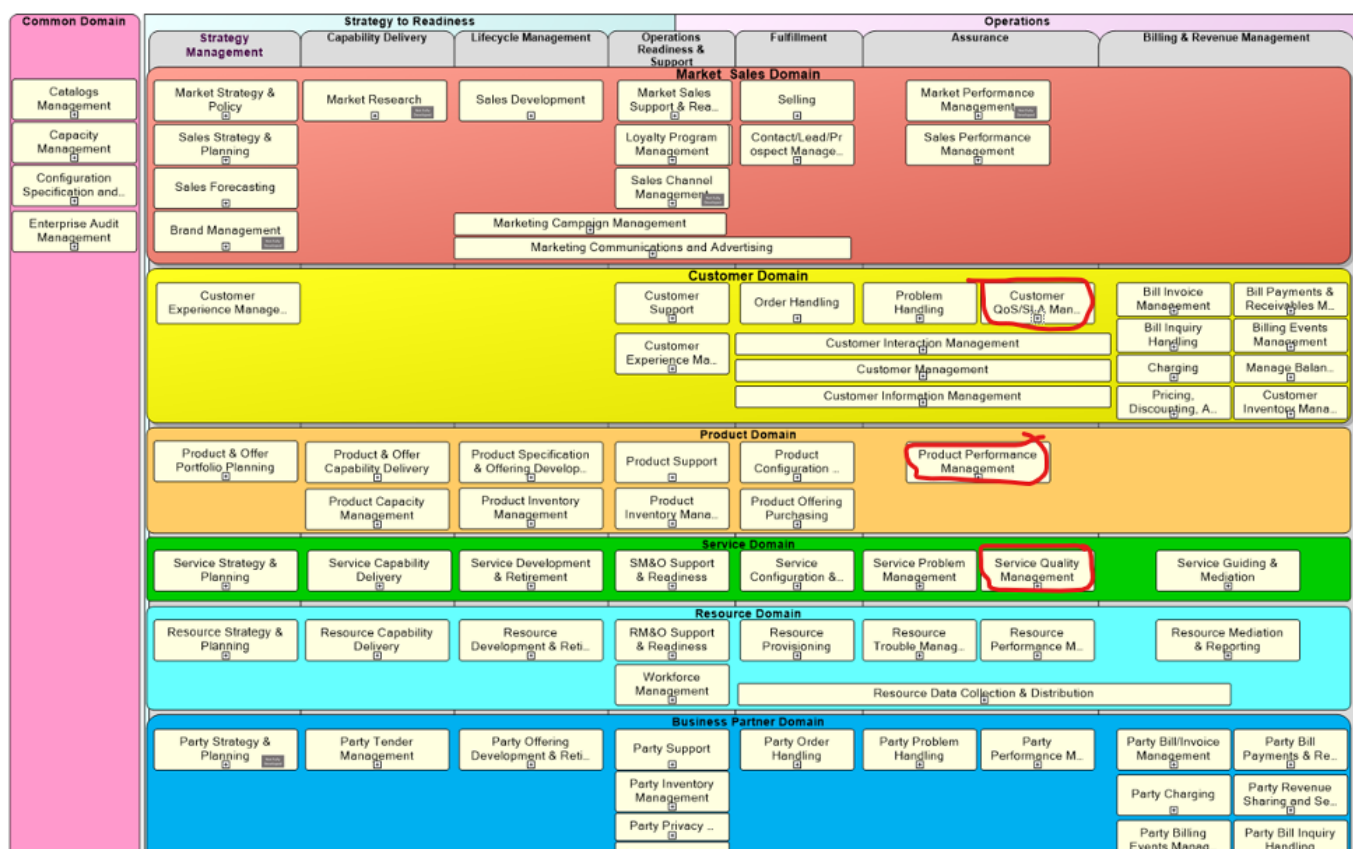 Common Domain
Strategy to Readiness
Operations
Strategy
Management
Capability Delivery
Lifecycle Management
Operations
Readiness &
Support
Fulfillment
Assurance
Billing & Revenue Management
Catalogs
Management
Capacity
Management
Configuration
Specification and..
Enterprise Audit
Management
Market Sales Domain
Market Strategy &
Policy
Market Research
Sales Development
Market Sales
Support & Rea...
Selling
Market Performance
Management
Sales Strategy &
Planning
Loyalty Program
Management
Contact/Lead/Pr
ospect Manage...
Sales Performance
Management
Sales Forecasting
Sales Channel
Management
Brand Management
Marketing Campaign Management
Marketing Communications and Advertising
Customer Domain
Customer
Experience Manage...
Customer
Support
Order Handling
Problem
Handling
Customer
QoS/SLA Man...
Bill Invoice
Management
Bill Payments &
Receivables M...
Customer
Experience Ma...
Customer Interaction Management
Bill Inquiry
Handling
Billing Events
Management
Customer Management
Charging
Manage Balan...
Customer Information Management
Pricing,
Discounting, A...
Customer
Inventory Mana...
Product Domain
Product & Offer
Portfolio Planning
Product & Offer
Capability Delivery
Product Specification
& Offering Develop...
Product Support
Product
Configuration ...
Product Performance
Management
Product Capacity
Management
Product Inventory
Management
Product
Inventory Mana...
Product Offering
Purchasing
Service Domain
Service Strategy &
Planning
Service Capability
Delivery
Service Development
& Retirement
SM&O Support
& Readiness
Service
Configuration &..
Service Problem
Management
Service Quality
Management
Service Guiding &
Mediation
Resource Domain
Resource Strategy &
Planning
Resource Capability
Delivery
Resource
Development & Reti...
RM&O Support
& Readiness
Resource
Provisioning
Resource
Trouble Manag...
Resource
Performance M...
Resource Mediation
& Reporting
Workforce
Management
Resource Data Collection & Distribution
Business Partner Domain
Party Strategy &
Planning
Party Tender
Management
Party Offering
Development & Reti...
Party Support
Party Order
Handling
Party Problem
Handling
Party
Performance M...
Party Bill/Invoice
Management
Party Bill
Payments & Re...
Party Inventory
Management
Party Charging
Party Revenue
Sharing and Se...
Party Privacy ...
Party Billing
Events Manag...
Party Bill Inquiry
Handling